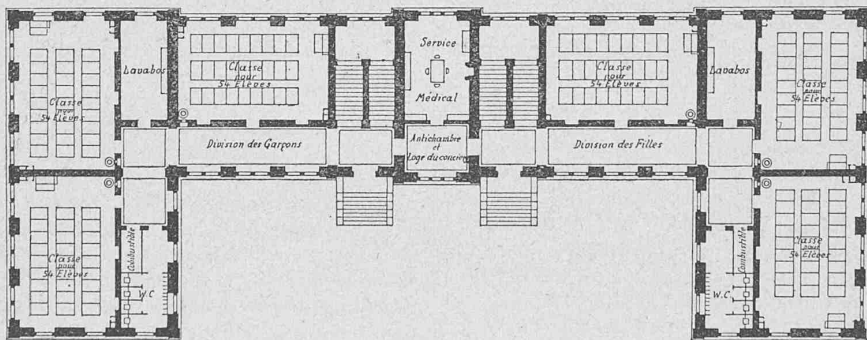 Classe
pour
54 Elèves
Lavabos
Classe
pour
54 Elèves
Service
Médical
Classe
pour
54 Elèves
Lavabos
Classe
pour
54 Elèves
Division des Garçons
Antichambre
et
Loge du concierge
Division des Filles
Classe
pour
54 Elèves
Combustible
W.C.
Combustible
W.C.
Classe
pour
54 Elèves